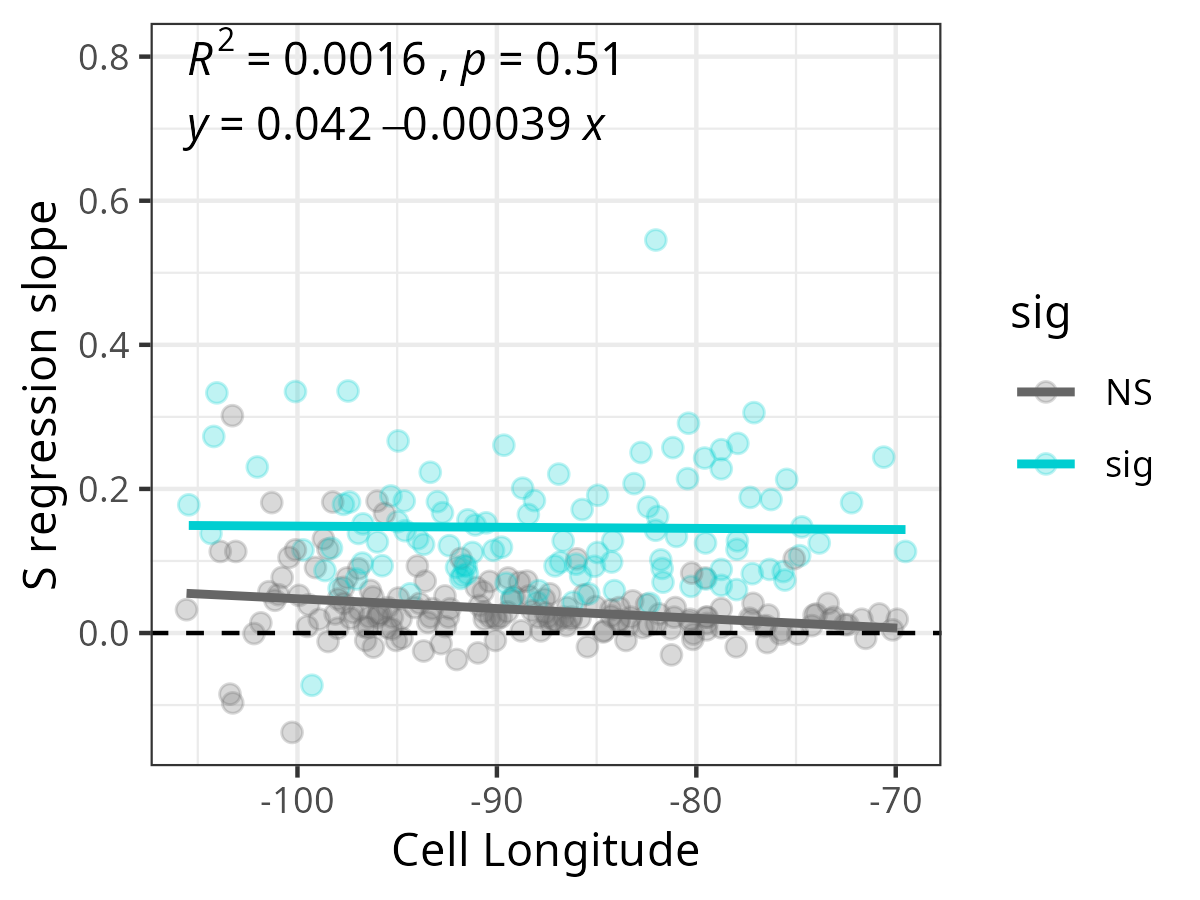 R² = 0.0016 , p = 0.51
y = 0.042 –0.00039 x
0.8
0.6
0.4
0.2
0.0
S regression slope
-100 -90 -80 -70
Cell Longitude
sig
NS
sig